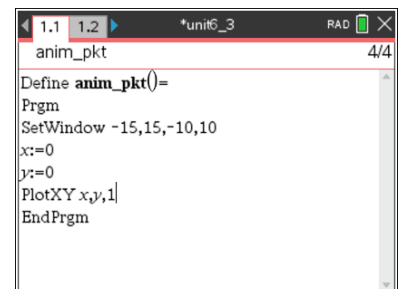 1.1 1.2 *unit6_3 RAD
anim_pkt 4/4
Define anim_pkt()=
Prgm
SetWindow -15,15,-10,10
x:=0
y:=0
PlotXY x,y,1
EndPrgm